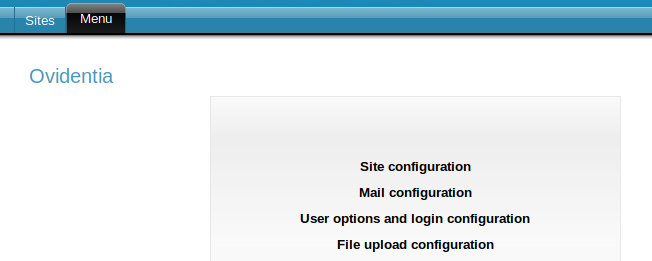 Sites Menu
Ovidentia
Site configuration
Mail configuration
User options and login configuration
File upload configuration